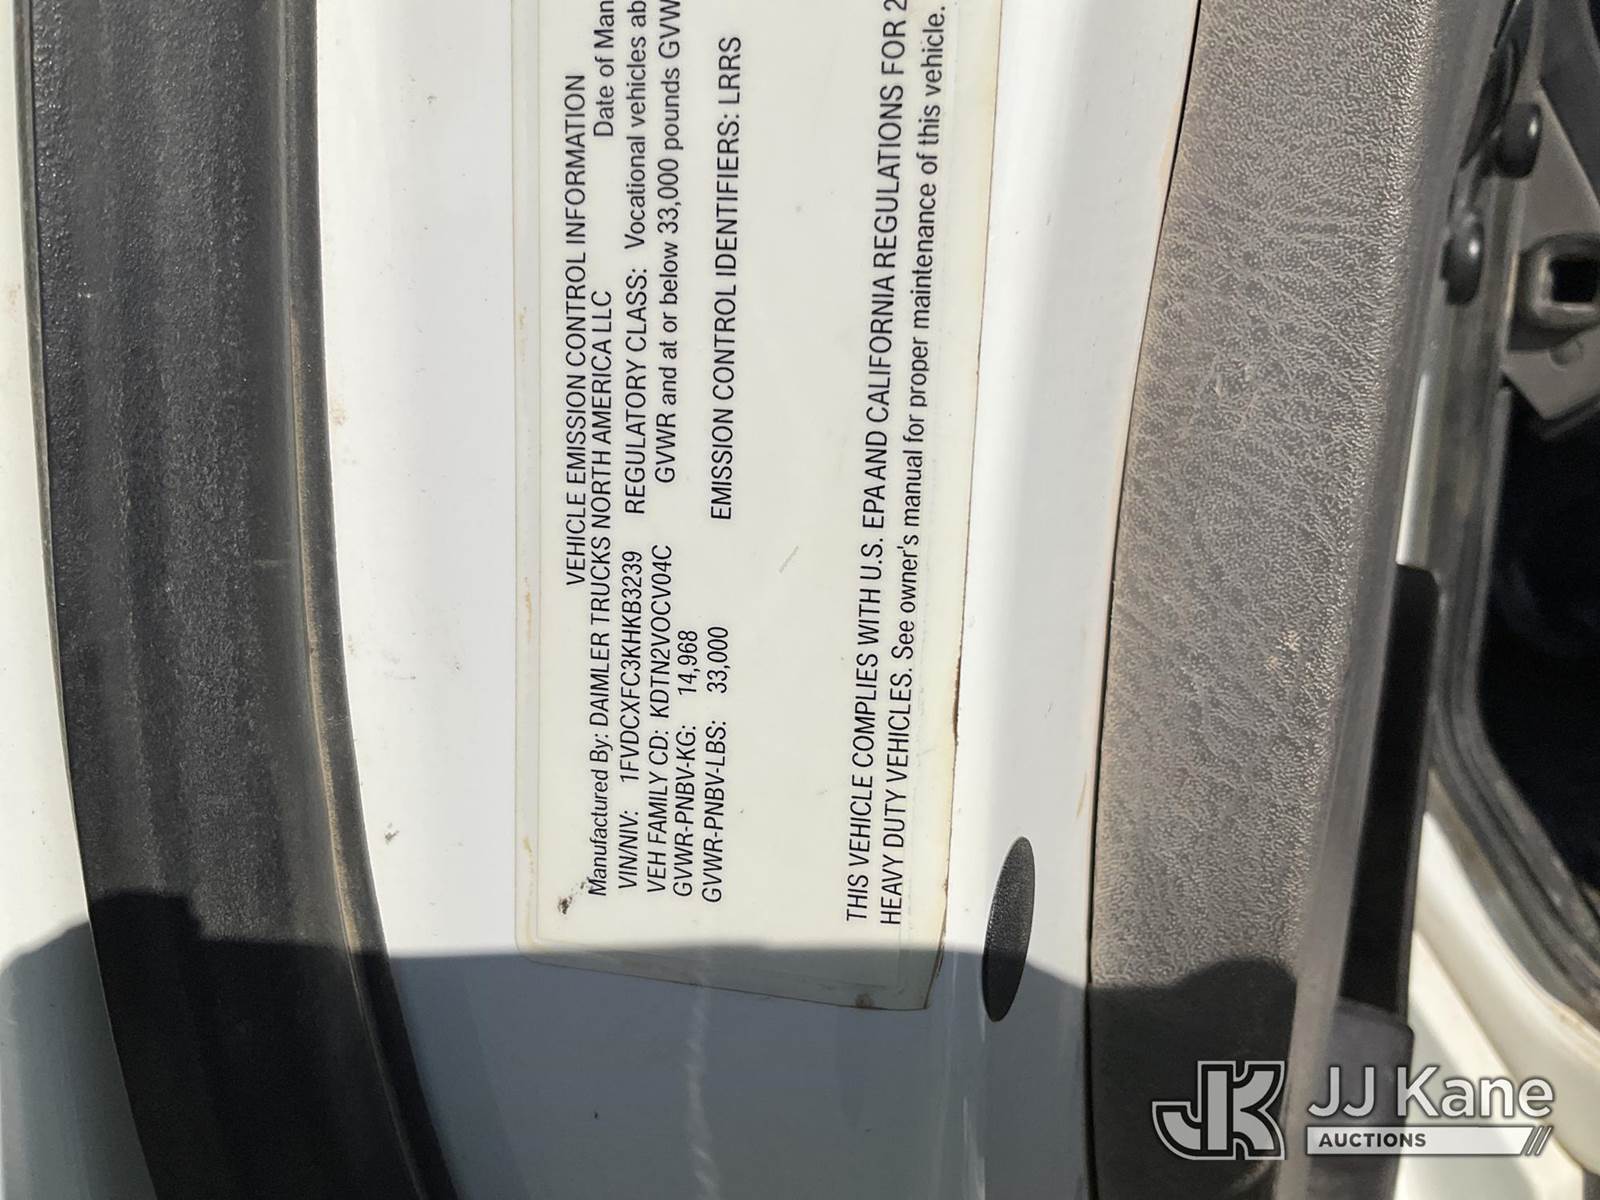 VEHICLE EMISSION CONTROL INFORMATION
Manufactured By: DAIMLER TRUCKS NORTH AMERICA LLC Date of Man
VIN/NIV: 1FVDCXFC3KHKB3239 REGULATORY CLASS: Vocational vehicles ab
VEH FAMILY CD: KDTN2VOCV04C GVWR and at or below 33,000 pounds GVW
GVWR-PNBV-KG: 14,968
GVWR-PNBV-LBS: 33,000 EMISSION CONTROL IDENTIFIERS: LRRS
THIS VEHICLE COMPLIES WITH U.S. EPA AND CALIFORNIA REGULATIONS FOR 2
HEAVY DUTY VEHICLES. See owner's manual for proper maintenance of this vehicle.
JK JJ Kane
AUCTIONS